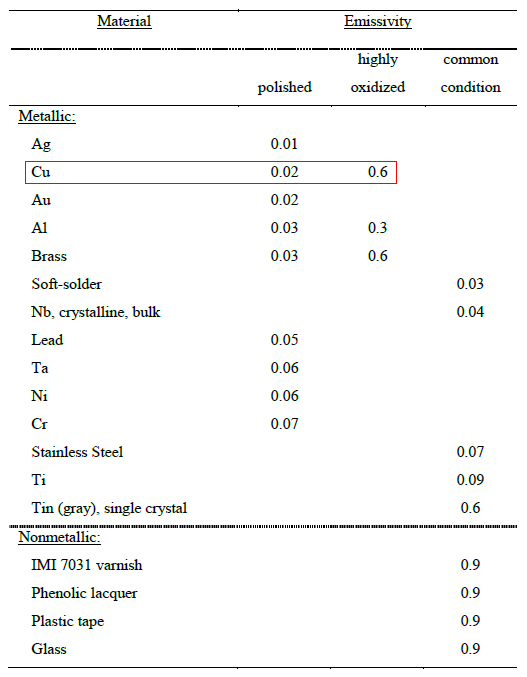 Material Emissivity
highly common
polished oxidized condition
Metallic:
Ag 0.01
Cu 0.02 0.6
Au 0.02
Al 0.03 0.3
Brass 0.03 0.6
Soft-solder 0.03
Nb, crystalline, bulk 0.04
Lead 0.05
Ta 0.06
Ni 0.06
Cr 0.07
Stainless Steel 0.07
Ti 0.09
Tin (gray), single crystal 0.6
Nonmetallic:
IMI 7031 varnish 0.9
Phenolic lacquer 0.9
Plastic tape 0.9
Glass 0.9